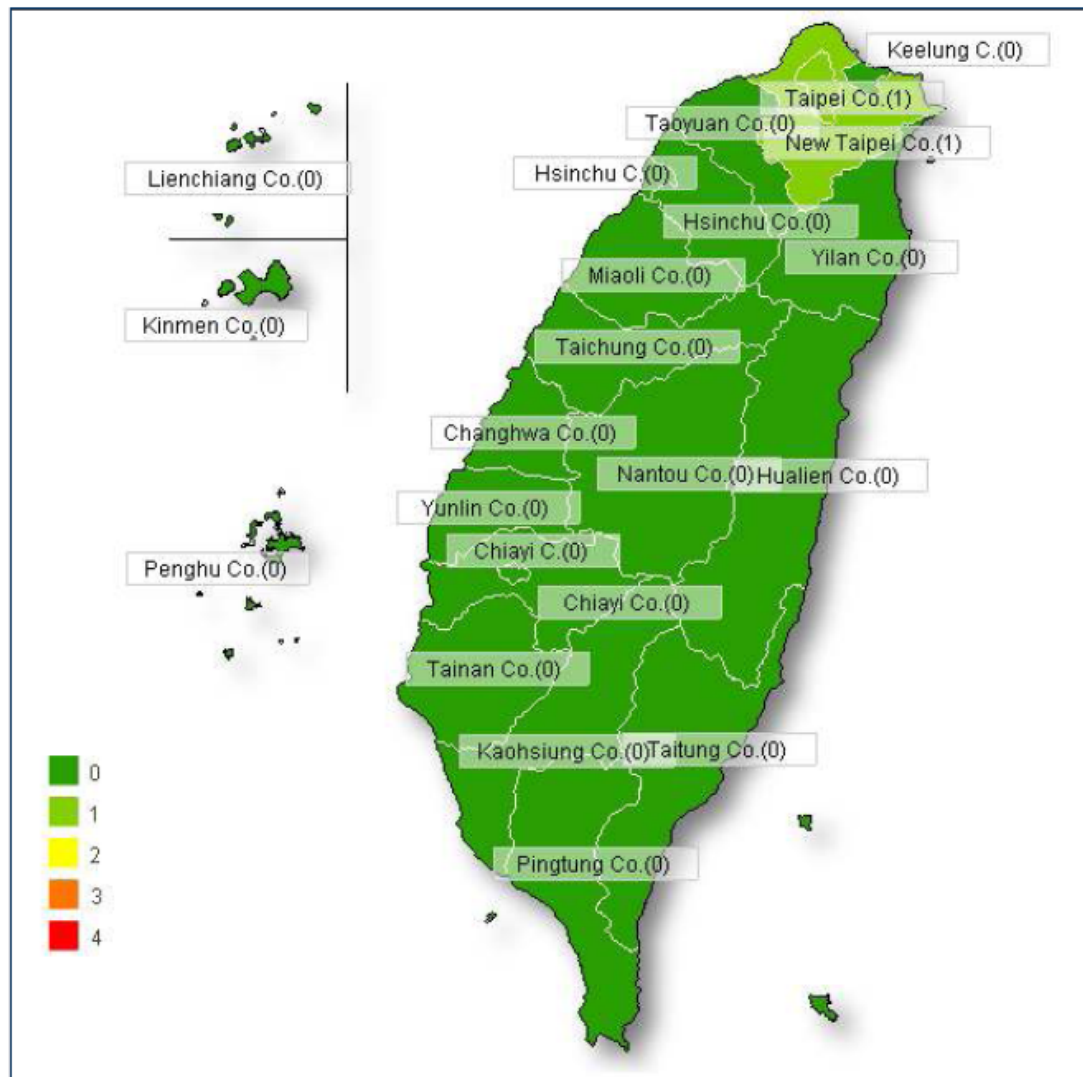 Keelung C.(0)
Taipei Co.(1)
Taoyuan Co.(0)
New Taipei Co.(1)
Hsinchu C.(0)
Lienchiang Co.(0)
Hsinchu Co.(0)
Yilan Co.(0)
Miaoli Co.(0)
Kinmen Co.(0)
Taichung Co.(0)
Changhwa Co.(0)
Nantou Co.(0)
Hualien Co.(0)
Yunlin Co.(0)
Chiayi C.(0)
Penghu Co.(0)
Chiayi Co.(0)
Tainan Co.(0)
Kaohsiung Co.(0)
Taitung Co.(0)
Pingtung Co.(0)
0
1
2
3
4